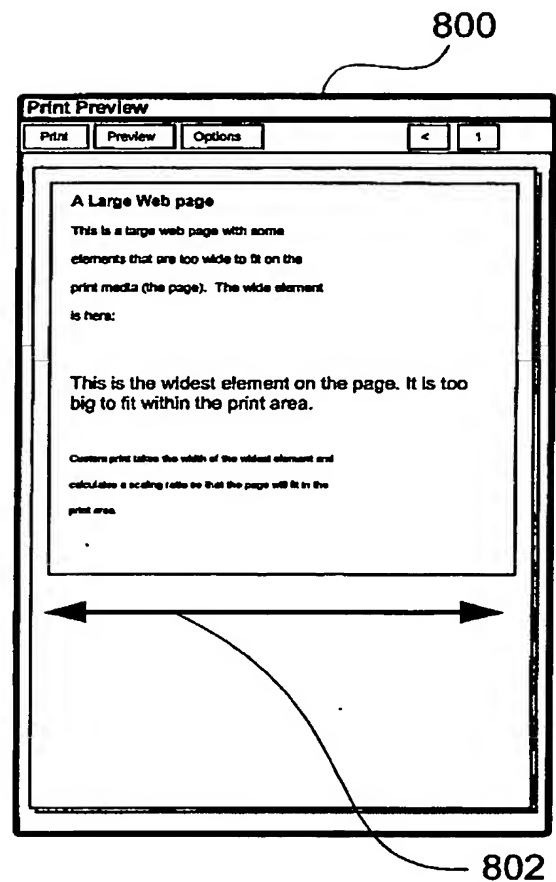 800
Print Preview
Print Preview Options < 1
A Large Web page
This is a large web page with some
elements that are too wide to fit on the
print media (the page). The wide element
is here:
This is the widest element on the page. It is too
big to fit within the print area.
Custom print takes the width of the widest element and
calculates a scaling ratio so that the page will fit in the
print area.
802